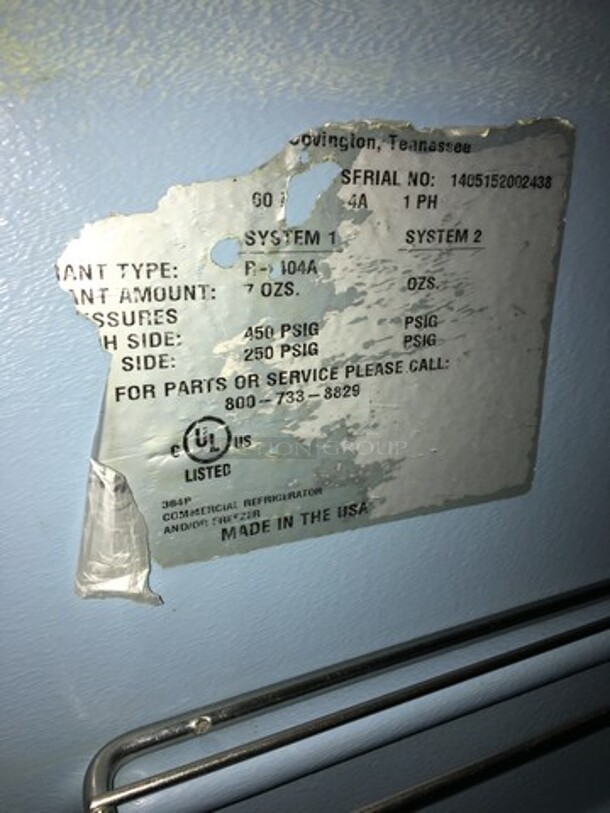 Covington, Tennessee
SERIAL NO: 1405152002438
60 4A 1 PH
SYSTEM 1 SYSTEM 2
ANT TYPE: R-404A
ANT AMOUNT: 7 OZS. OZS.
SSURES
H SIDE: 450 PSIG PSIG
SIDE: 250 PSIG PSIG
FOR PARTS OR SERVICE PLEASE CALL:
800-733-8829
c UL US
LISTED
364P
COMMERCIAL REFRIGERATOR
AND/OR FREEZER
MADE IN THE USA